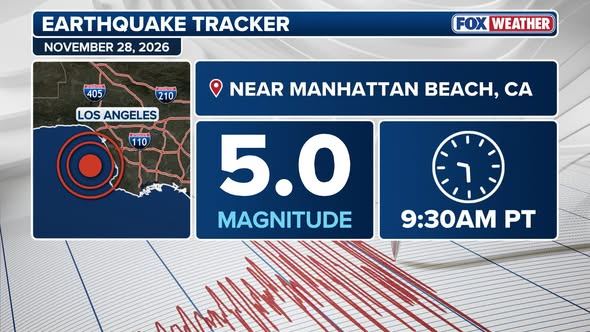 EARTHQUAKE TRACKER
FOX WEATHER
NOVEMBER 28, 2026
405
210
LOS ANGELES
110
NEAR MANHATTAN BEACH, CA
5.0
MAGNITUDE
9:30AM PT